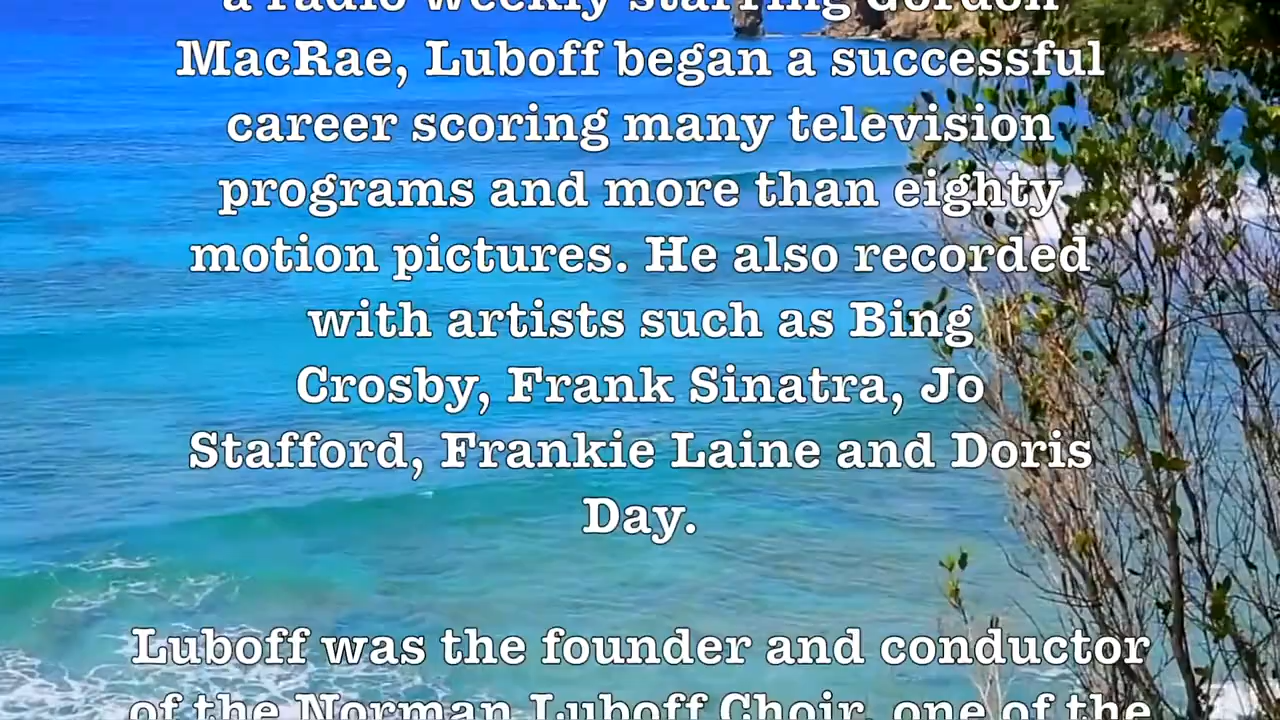 a radio weekly starring Gordon
MacRae, Luboff began a successful
career scoring many television
programs and more than eighty
motion pictures. He also recorded
with artists such as Bing
Crosby, Frank Sinatra, Jo
Stafford, Frankie Laine and Doris
Day.
Luboff was the founder and conductor
of the Norman Luboff Choir, one of the